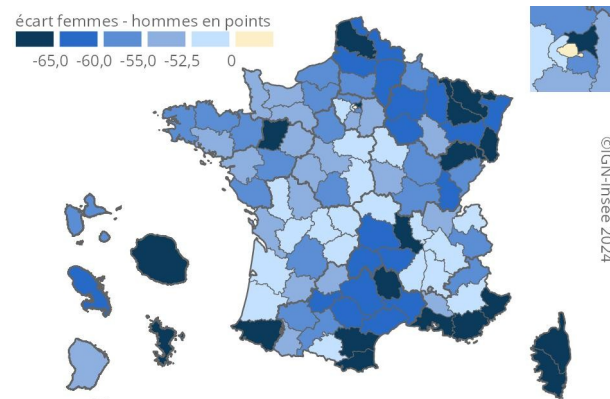 écart femmes - hommes en points
-65,0 -60,0 -55,0 -52,5 0
©IGN-Insee 2024